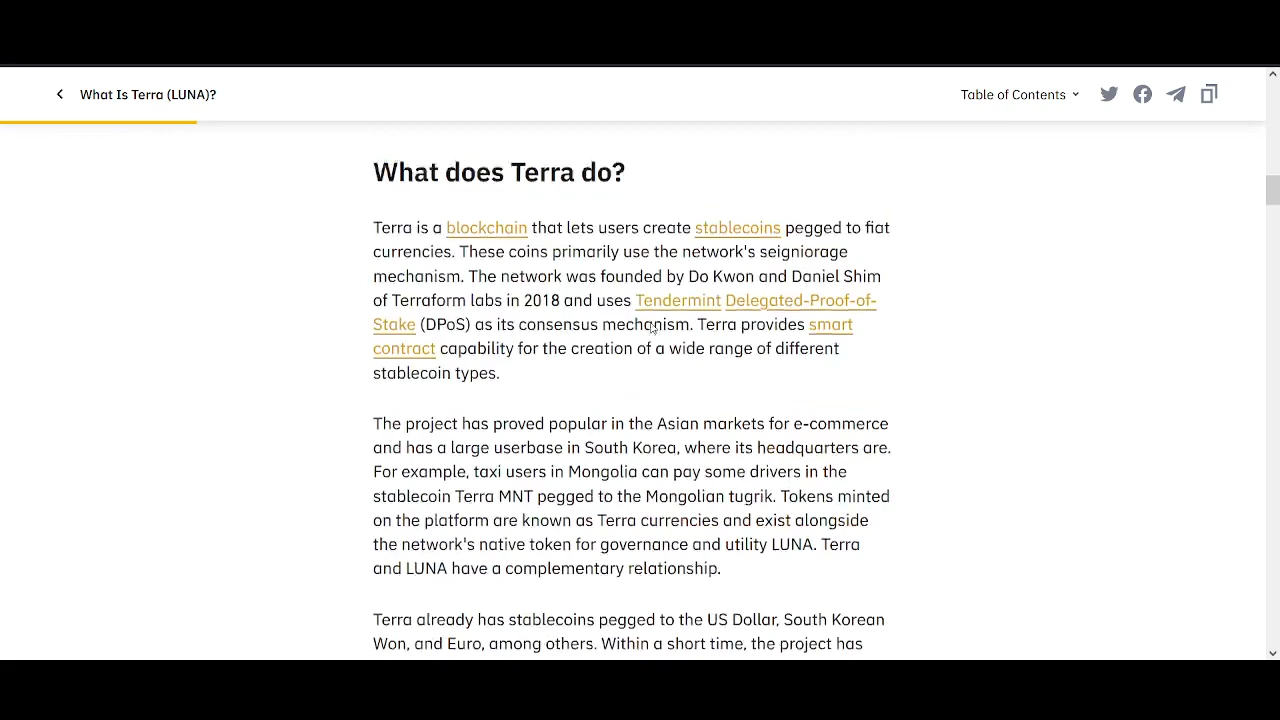 What Is Terra (LUNA)?
Table of Contents
What does Terra do?
Terra is a blockchain that lets users create stablecoins pegged to fiat
currencies. These coins primarily use the network's seigniorage
mechanism. The network was founded by Do Kwon and Daniel Shim
of Terraform labs in 2018 and uses Tendermint Delegated-Proof-of-
Stake (DPoS) as its consensus mechanism. Terra provides smart
contract capability for the creation of a wide range of different
stablecoin types.
The project has proved popular in the Asian markets for e-commerce
and has a large userbase in South Korea, where its headquarters are.
For example, taxi users in Mongolia can pay some drivers in the
stablecoin Terra MNT pegged to the Mongolian tugrik. Tokens minted
on the platform are known as Terra currencies and exist alongside
the network's native token for governance and utility LUNA. Terra
and LUNA have a complementary relationship.
Terra already has stablecoins pegged to the US Dollar, South Korean
Won, and Euro, among others. Within a short time, the project has